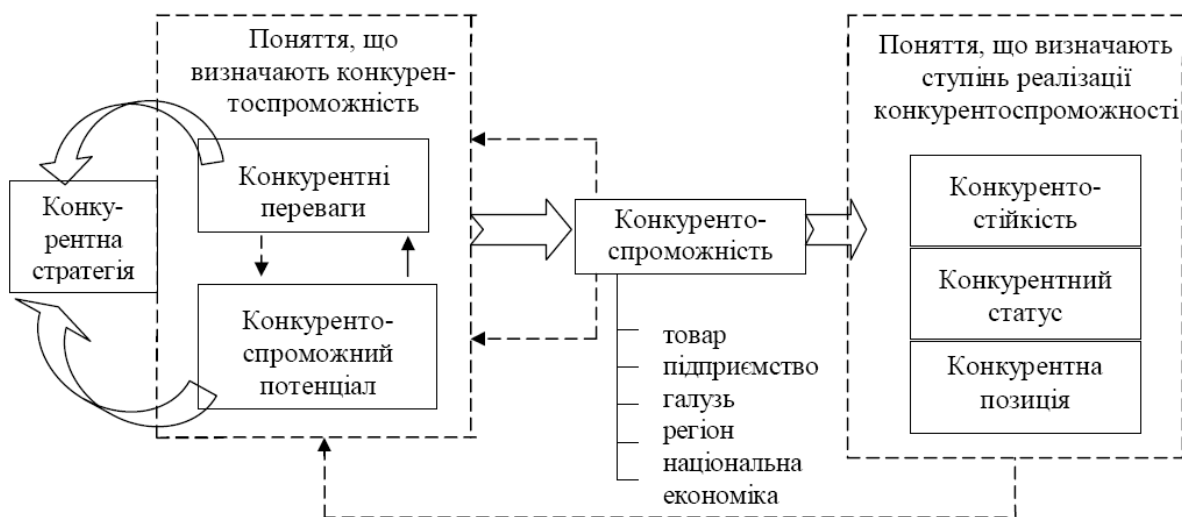 Поняття, що
визначають конкурен-
тоспроможність
Конку-
рентна
стратегія
Конкурентні
переваги
Конкуренто-
спроможний
потенціал
Конкуренто-
спроможність
товар
підприємство
галузь
регіон
національна
економіка
Поняття, що визначають
ступінь реалізації
конкурентоспроможності
Конкуренто-
стійкість
Конкурентний
статус
Конкурентна
позиція